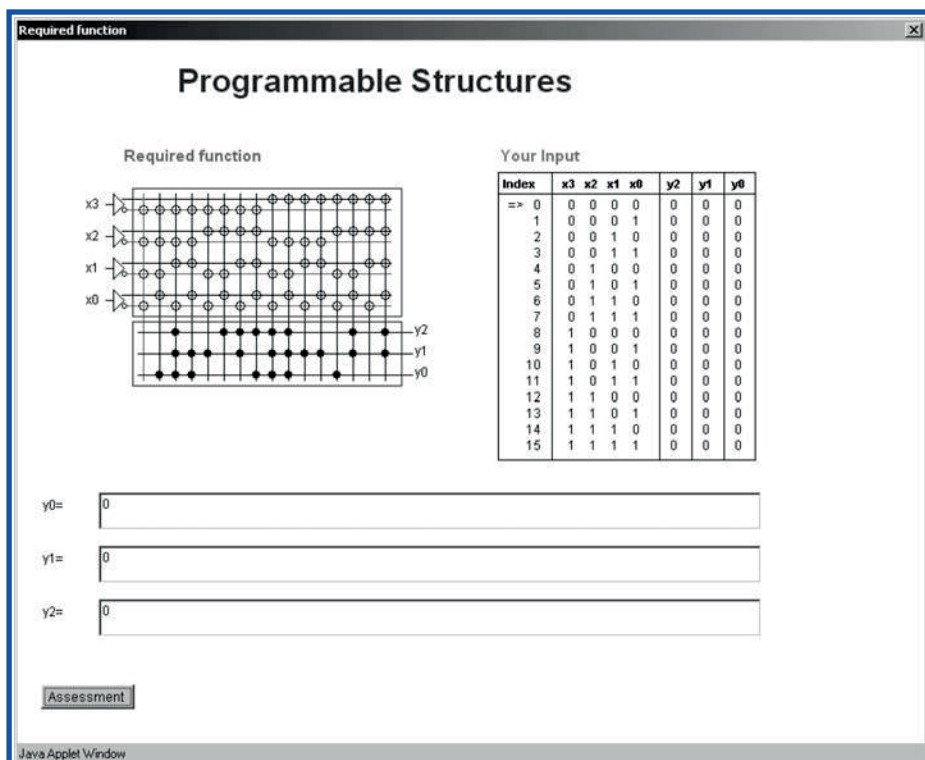 Required function
Programmable Structures
Required function
Your Input
x3
x2
x1
x0
y2
y1
y0
Index x3 x2 x1 x0 y2 y1 y0
=> 0 0 0 0 0 0 0 0
1 0 0 0 1 0 0 0
2 0 0 1 0 0 0 0
3 0 0 1 1 0 0 0
4 0 1 0 0 0 0 0
5 0 1 0 1 0 0 0
6 0 1 1 0 0 0 0
7 0 1 1 1 0 0 0
8 1 0 0 0 0 0 0
9 1 0 0 1 0 0 0
10 1 0 1 0 0 0 0
11 1 0 1 1 0 0 0
12 1 1 0 0 0 0 0
13 1 1 0 1 0 0 0
14 1 1 1 0 0 0 0
15 1 1 1 1 0 0 0
y0= 0
y1= 0
y2= 0
Assessment
Java Applet Window